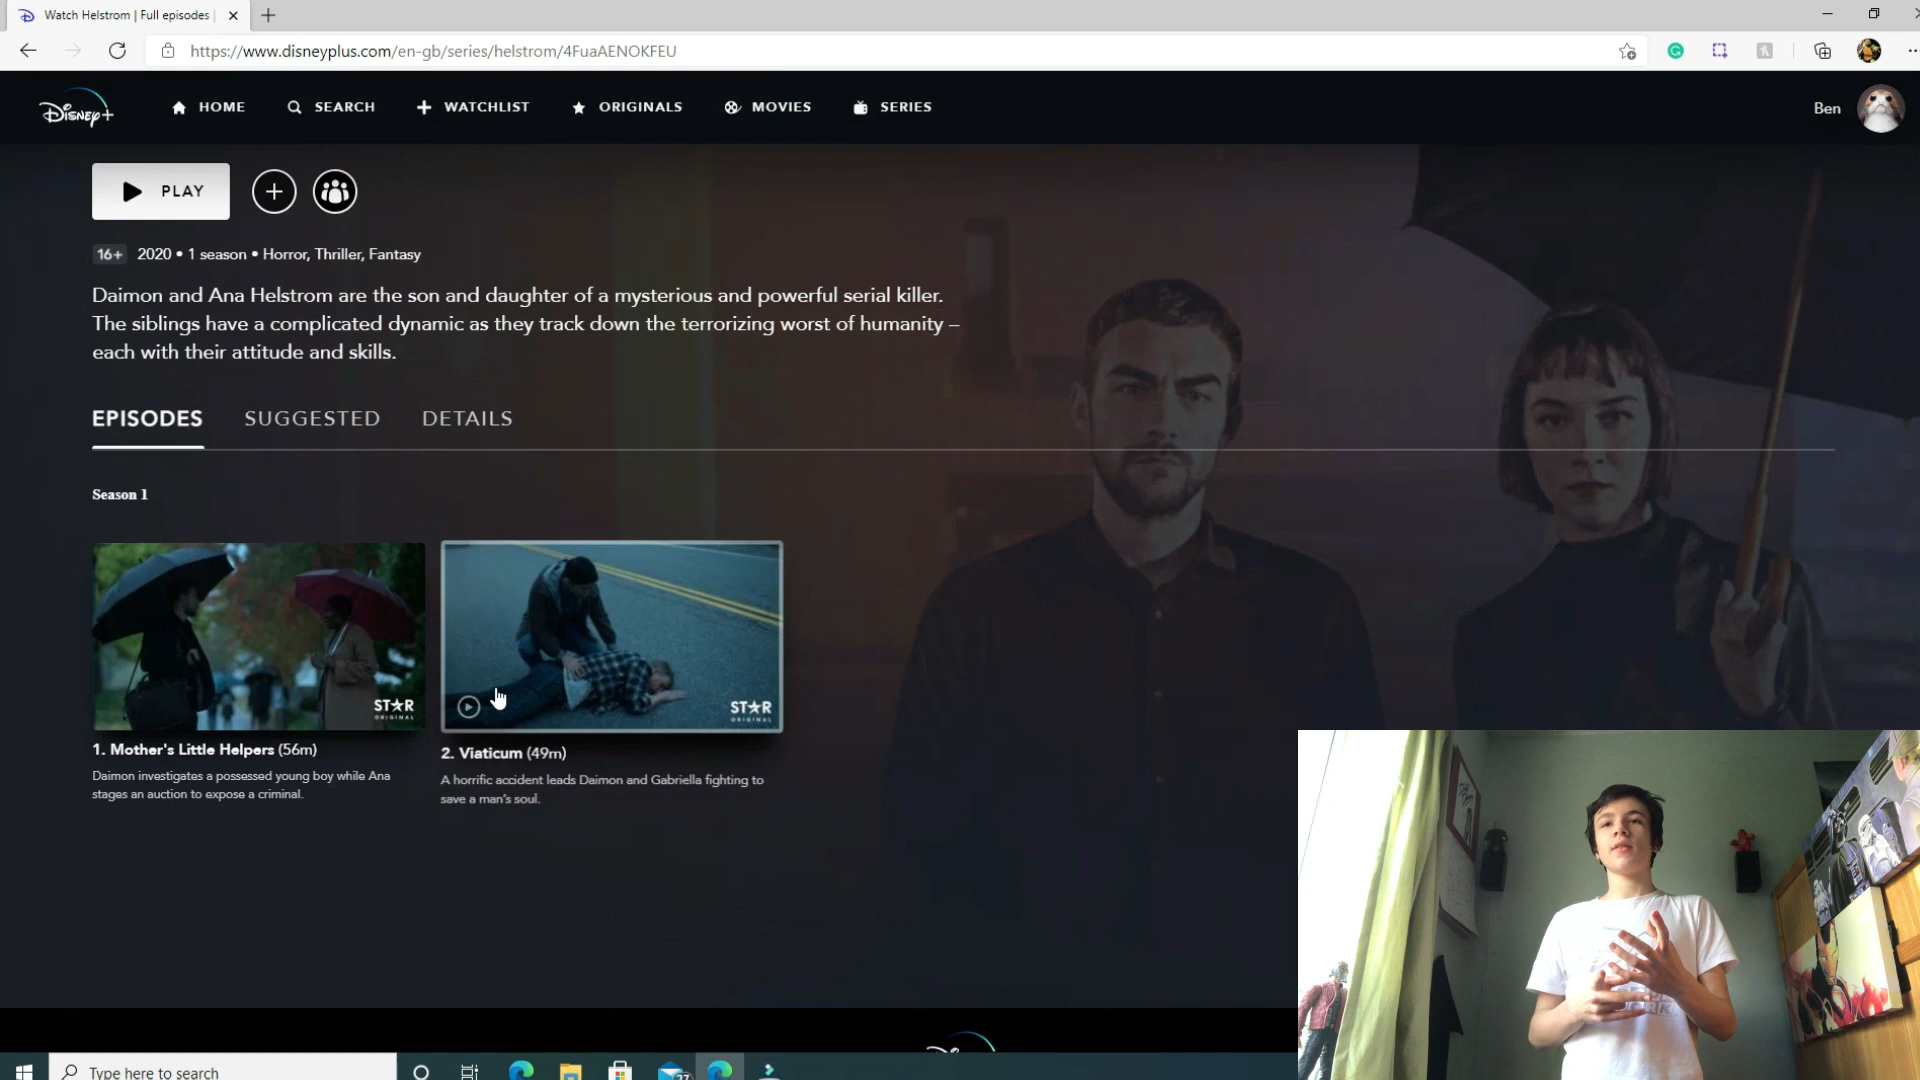 Watch Helstrom | Full episodes |
https://www.disneyplus.com/en-gb/series/helstrom/4FuaAENOKFEU
Disney+
HOME
SEARCH
WATCHLIST
ORIGINALS
MOVIES
SERIES
Ben
PLAY
16+ 2020 • 1 season • Horror, Thriller, Fantasy
Daimon and Ana Helstrom are the son and daughter of a mysterious and powerful serial killer.
The siblings have a complicated dynamic as they track down the terrorizing worst of humanity –
each with their attitude and skills.
EPISODES SUGGESTED DETAILS
Season 1
STAR
ORIGINAL
STAR
ORIGINAL
1. Mother's Little Helpers (56m)
Daimon investigates a possessed young boy while Ana
stages an auction to expose a criminal.
2. Viaticum (49m)
A horrific accident leads Daimon and Gabriella fighting to
save a man's soul.
Type here to search
27